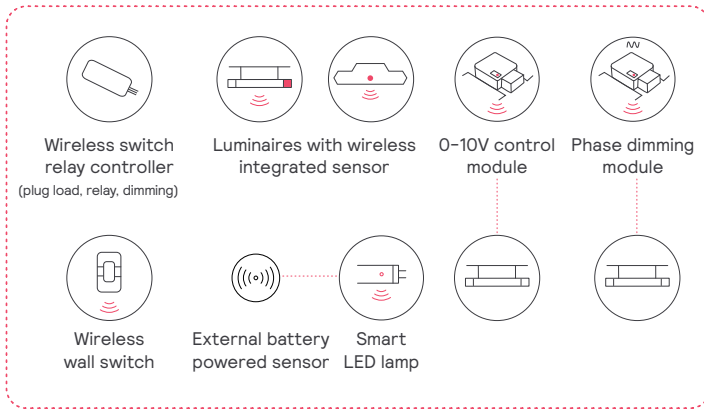 Wireless switch
relay controller
(plug load, relay, dimming)
Luminaires with wireless
integrated sensor
0-10V control
module
Phase dimming
module
Wireless
wall switch
External battery
powered sensor
Smart
LED lamp